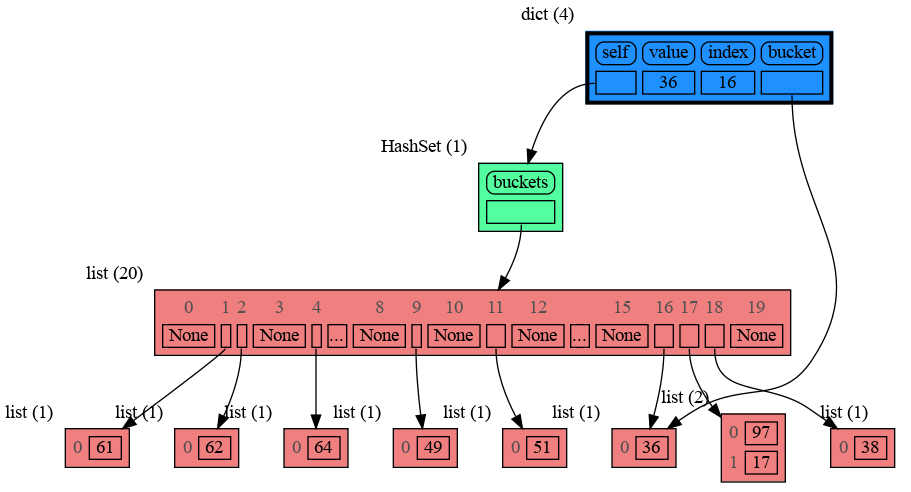 dict (4)
self value index bucket
36 16
HashSet (1)
buckets
list (20)
0 1 2 3 4 8 9 10 11 12 15 16 17 18 19
None None ... None None None ... None None
list (2)
list (1) list (1) list (1) list (1) list (1) list (1) list (1)
0 97
0 61 0 62 0 64 0 49 0 51 0 36 0 38
1 17